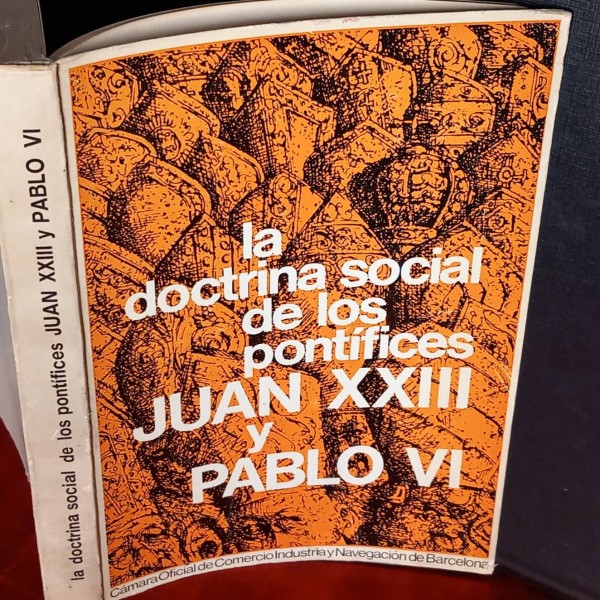 la doctrina social de los pontífices JUAN XXIII y PABLO VI
la
doctrina social
de los
pontífices
JUAN XXIII
y
PABLO VI
Cámara Oficial de Comercio Industria y Navegación de Barcelona